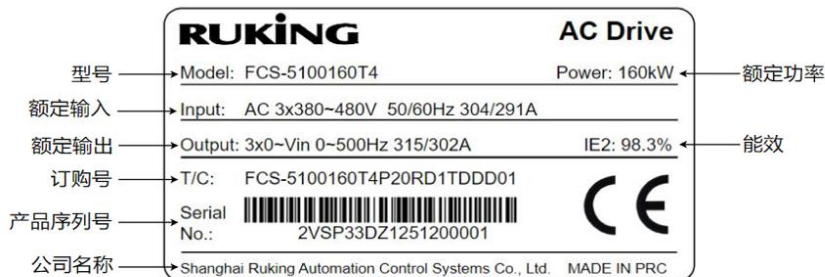 RUKING AC Drive
型号 Model: FCS-5100160T4 Power: 160kW 额定功率
额定输入 Input: AC 3x380~480V 50/60Hz 304/291A
额定输出 Output: 3x0~Vin 0~500Hz 315/302A IE2: 98.3% 能效
订购号 T/C: FCS-5100160T4P20RD1TDDD01
产品序列号 Serial No.: 2VSP33DZ1251200001
CE
公司名称 Shanghai Ruking Automation Control Systems Co., Ltd. MADE IN PRC